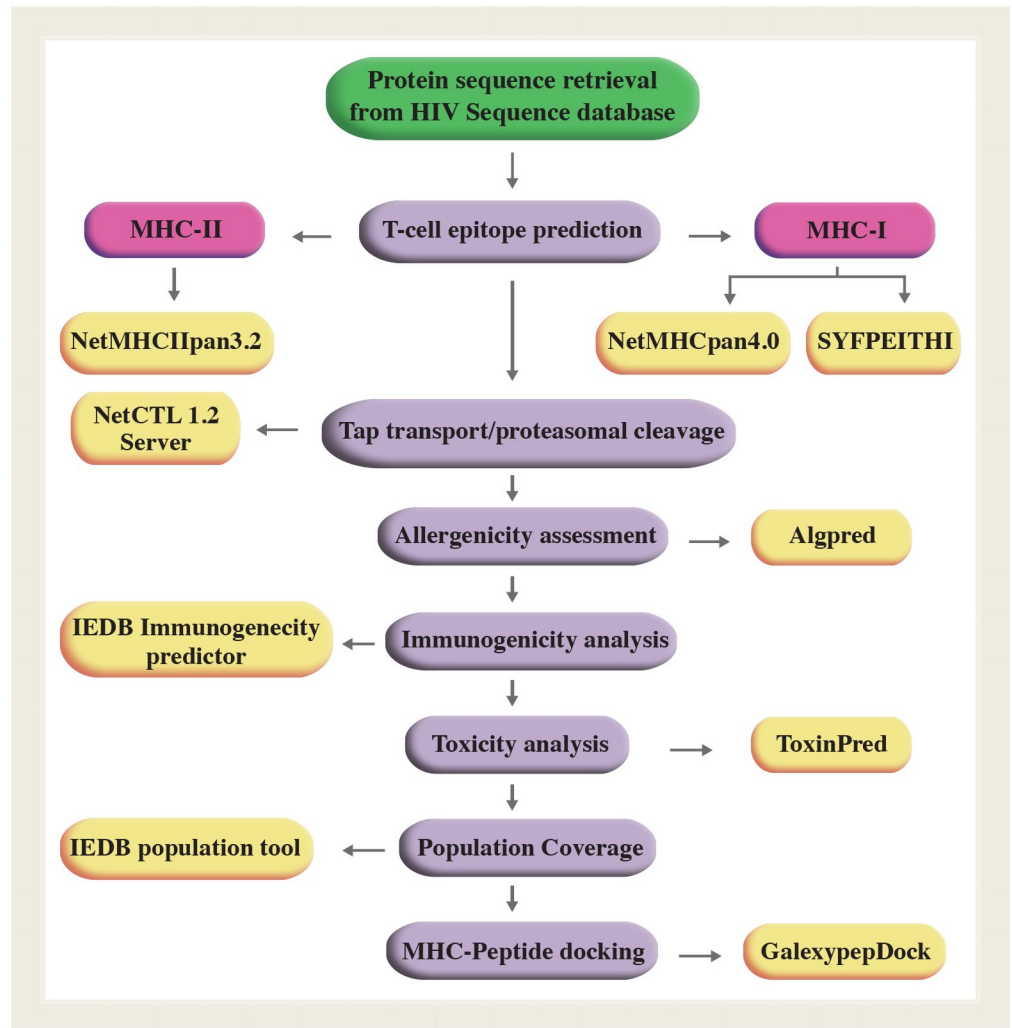 Protein sequence retrieval
from HIV Sequence database
MHC-II
T-cell epitope prediction
MHC-I
NetMHCIIpan3.2
NetMHCpan4.0
SYFPEITHI
NetCTL 1.2
Server
Tap transport/proteasomal cleavage
Allergenicity assessment
Algpred
IEDB Immunogenecity
predictor
Immunogenicity analysis
Toxicity analysis
ToxinPred
IEDB population tool
Population Coverage
MHC-Peptide docking
GalexypepDock